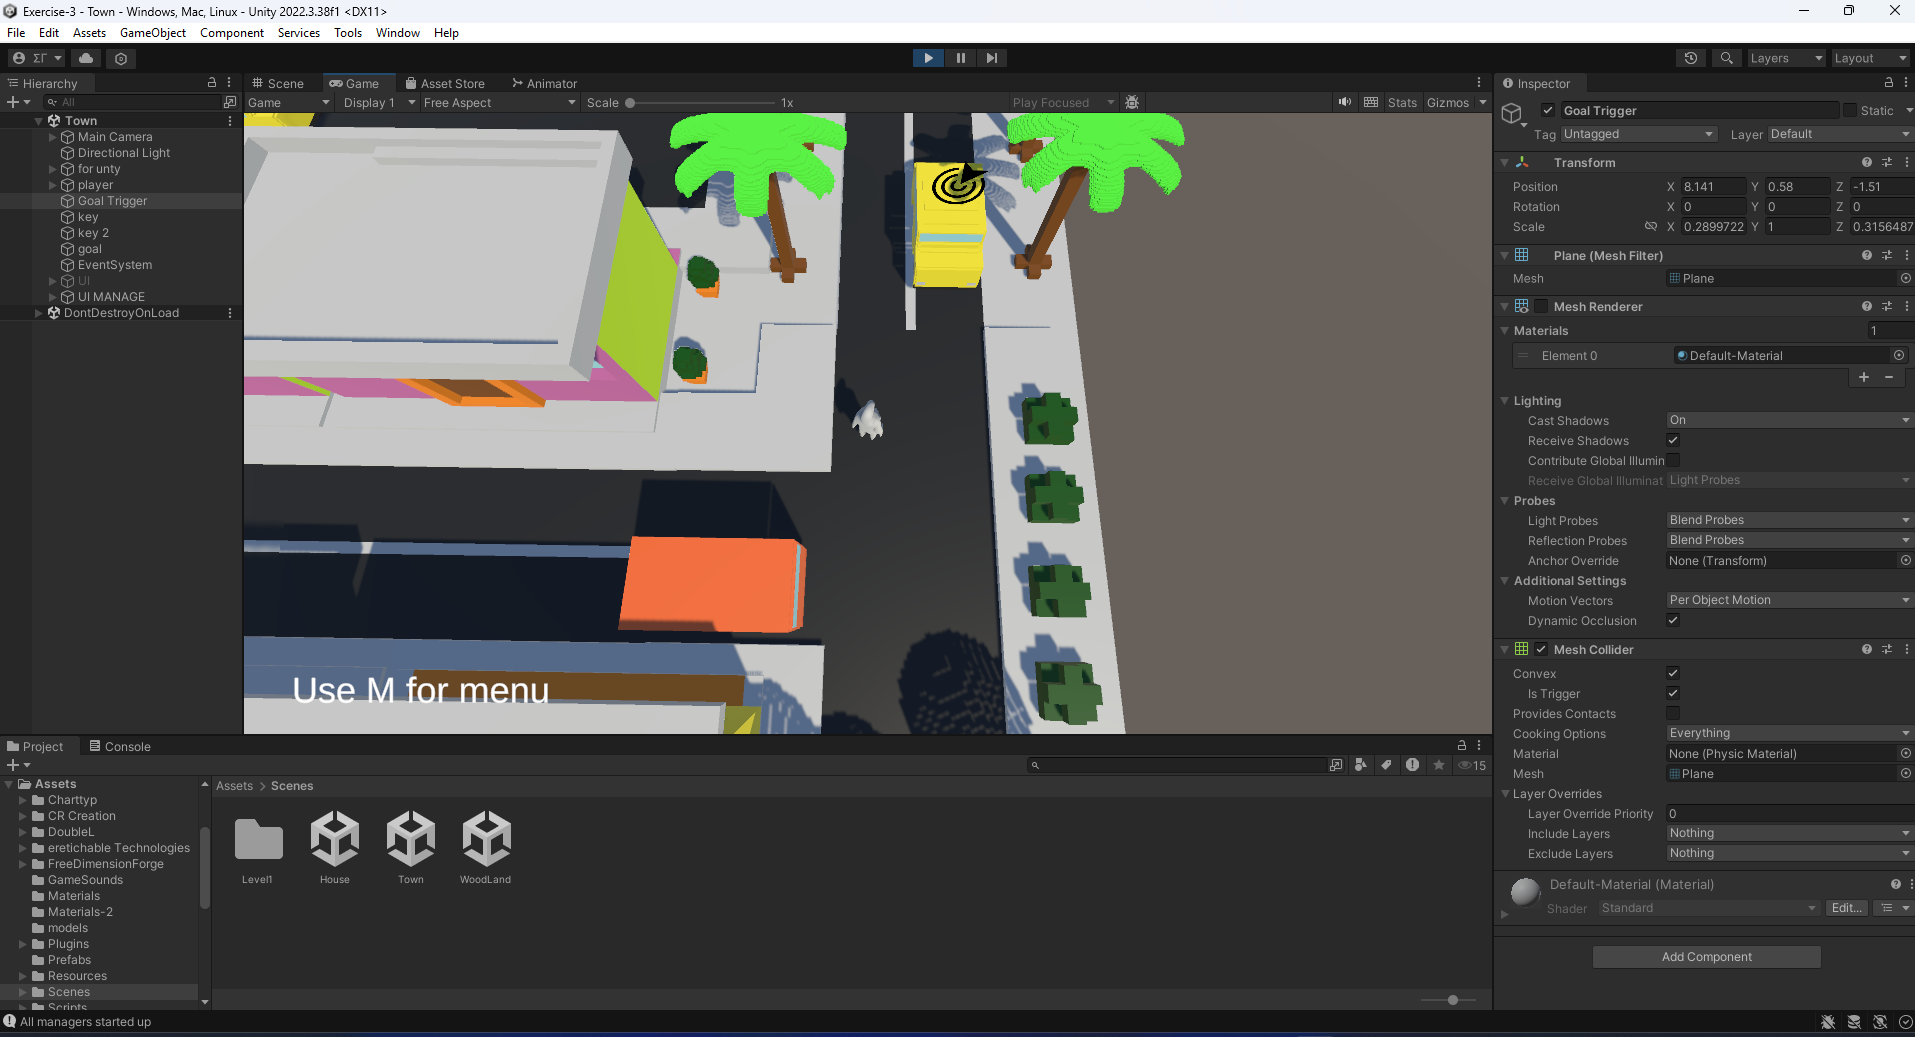 Exercise-3 - Town - Windows, Mac, Linux - Unity 2022.3.38f1 <DX11>
File Edit Assets GameObject Component Services Tools Window Help
ΣΓ
Layers
Layout
Hierarchy
All
Town
Main Camera
Directional Light
for unty
player
Goal Trigger
key
key 2
goal
EventSystem
UI
UI MANAGE
DontDestroyOnLoad
Scene Game Asset Store Animator
Game Display 1 Free Aspect Scale 1x Play Focused Stats Gizmos
Use M for menu
Inspector
Goal Trigger Static
Tag Untagged Layer Default
Transform
Position X 8.141 Y 0.58 Z -1.51
Rotation X 0 Y 0 Z 0
Scale X 0.2899722 Y 1 Z 0.3156487
Plane (Mesh Filter)
Mesh Plane
Mesh Renderer
Materials 1
Element 0 Default-Material
Lighting
Cast Shadows On
Receive Shadows
Contribute Global Illumin
Receive Global Illuminat Light Probes
Probes
Light Probes Blend Probes
Reflection Probes Blend Probes
Anchor Override None (Transform)
Additional Settings
Motion Vectors Per Object Motion
Dynamic Occlusion
Mesh Collider
Convex
Is Trigger
Provides Contacts
Cooking Options Everything
Material None (Physic Material)
Mesh Plane
Layer Overrides
Layer Override Priority 0
Include Layers Nothing
Exclude Layers Nothing
Default-Material (Material)
Shader Standard Edit...
Add Component
Project Console
15
Assets
Charttyp
CR Creation
DoubleL
eretichable Technologies
FreeDimensionForge
GameSounds
Materials
Materials-2
models
Plugins
Prefabs
Resources
Scenes
Scripts
Assets > Scenes
Level1 House Town WoodLand
All managers started up